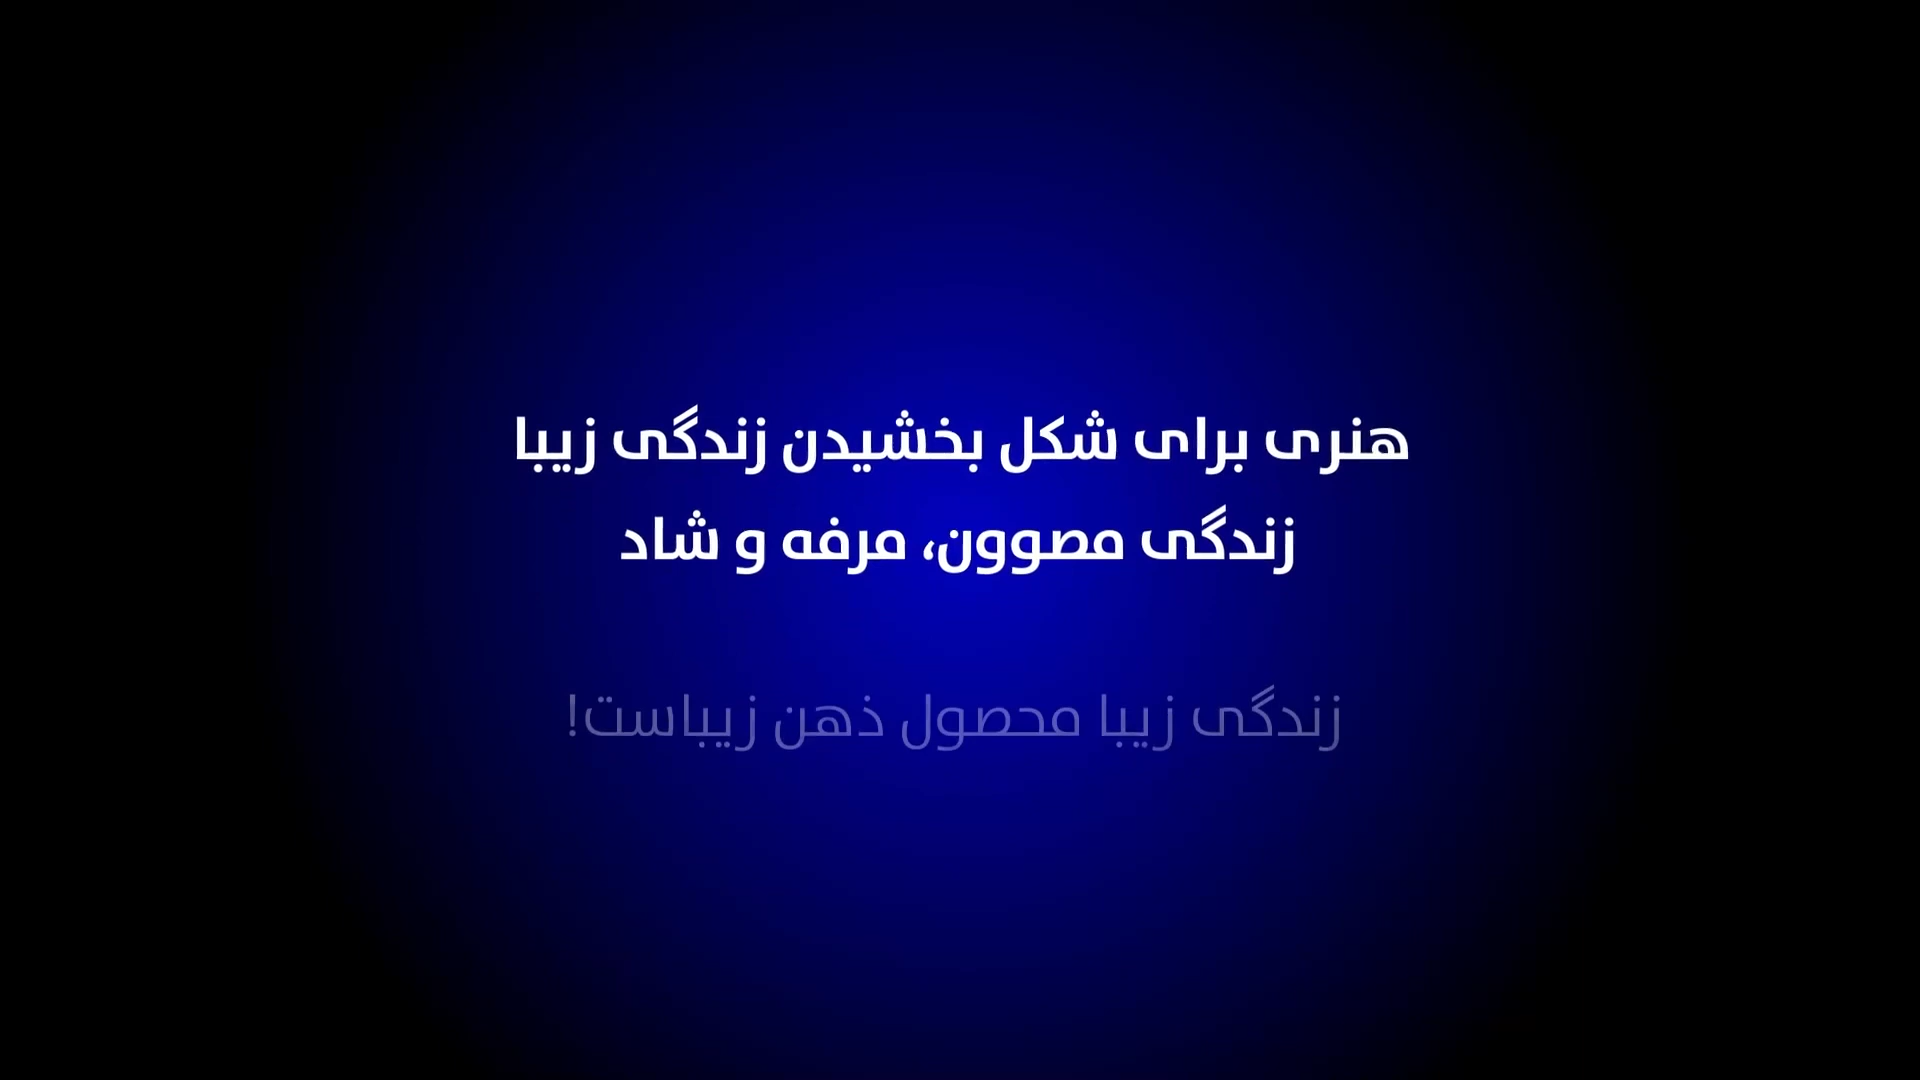 هنری برای شکل بخشیدن زندگی زیبا
زندگی مصوون، مرفه و شاد
زندگی زیبا محصول ذهن زیباست!